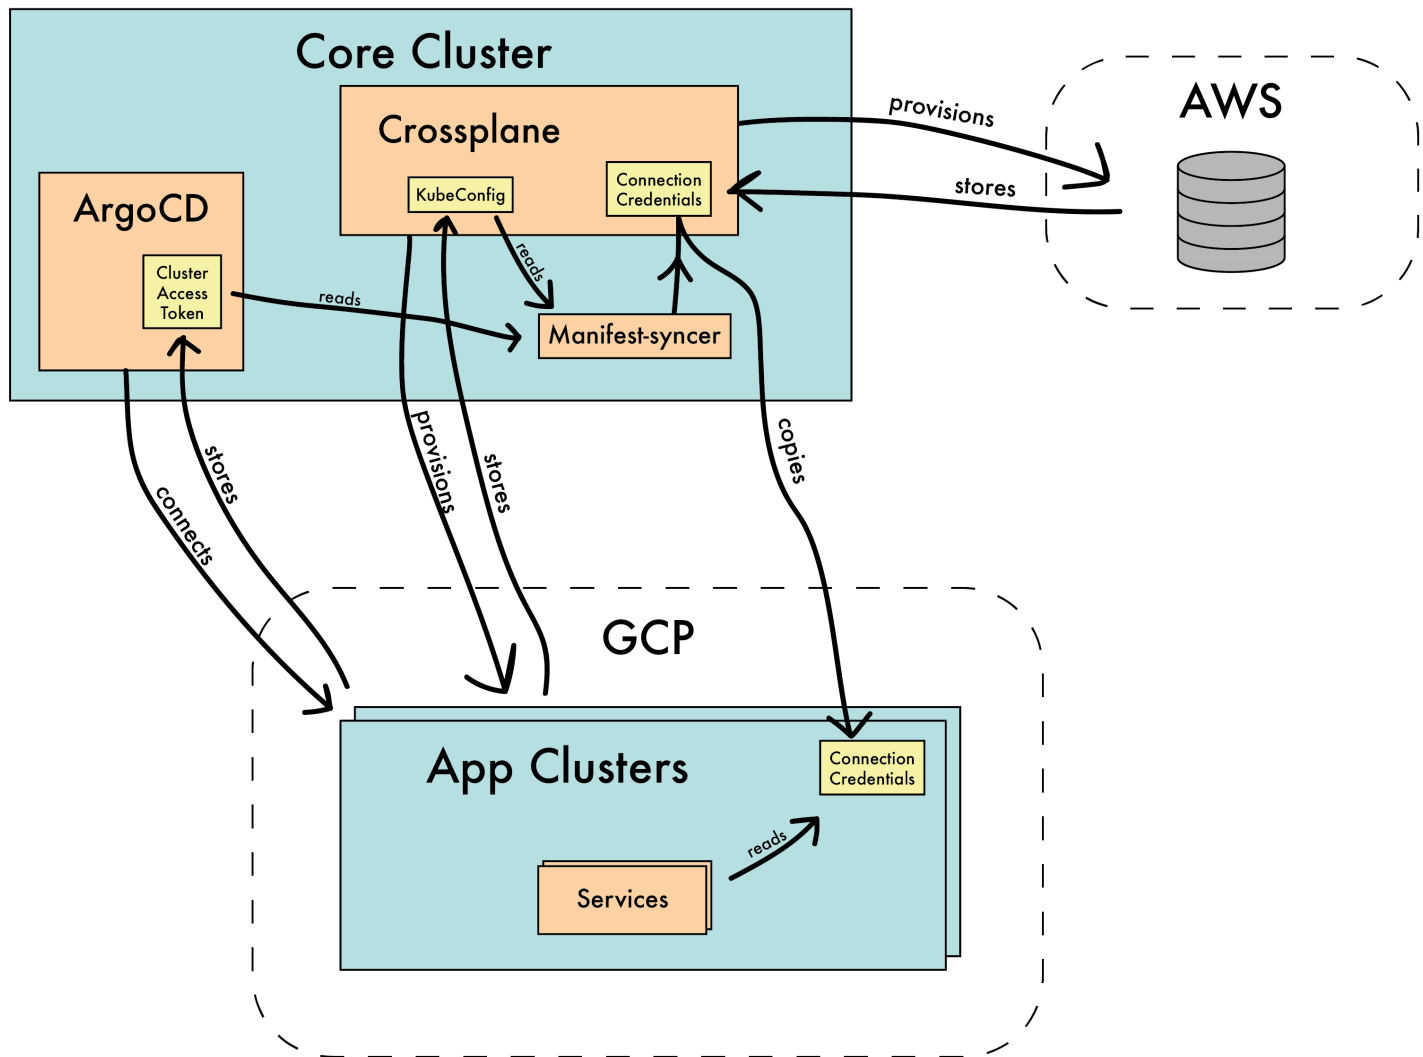 Core Cluster
AWS
provisions
Crossplane
stores
KubeConfig
Connection
Credentials
ArgoCD
Cluster
Access
Token
reads
reads
Manifest-syncer
connects
stores
provisions
stores
copies
GCP
App Clusters
Connection
Credentials
reads
Services